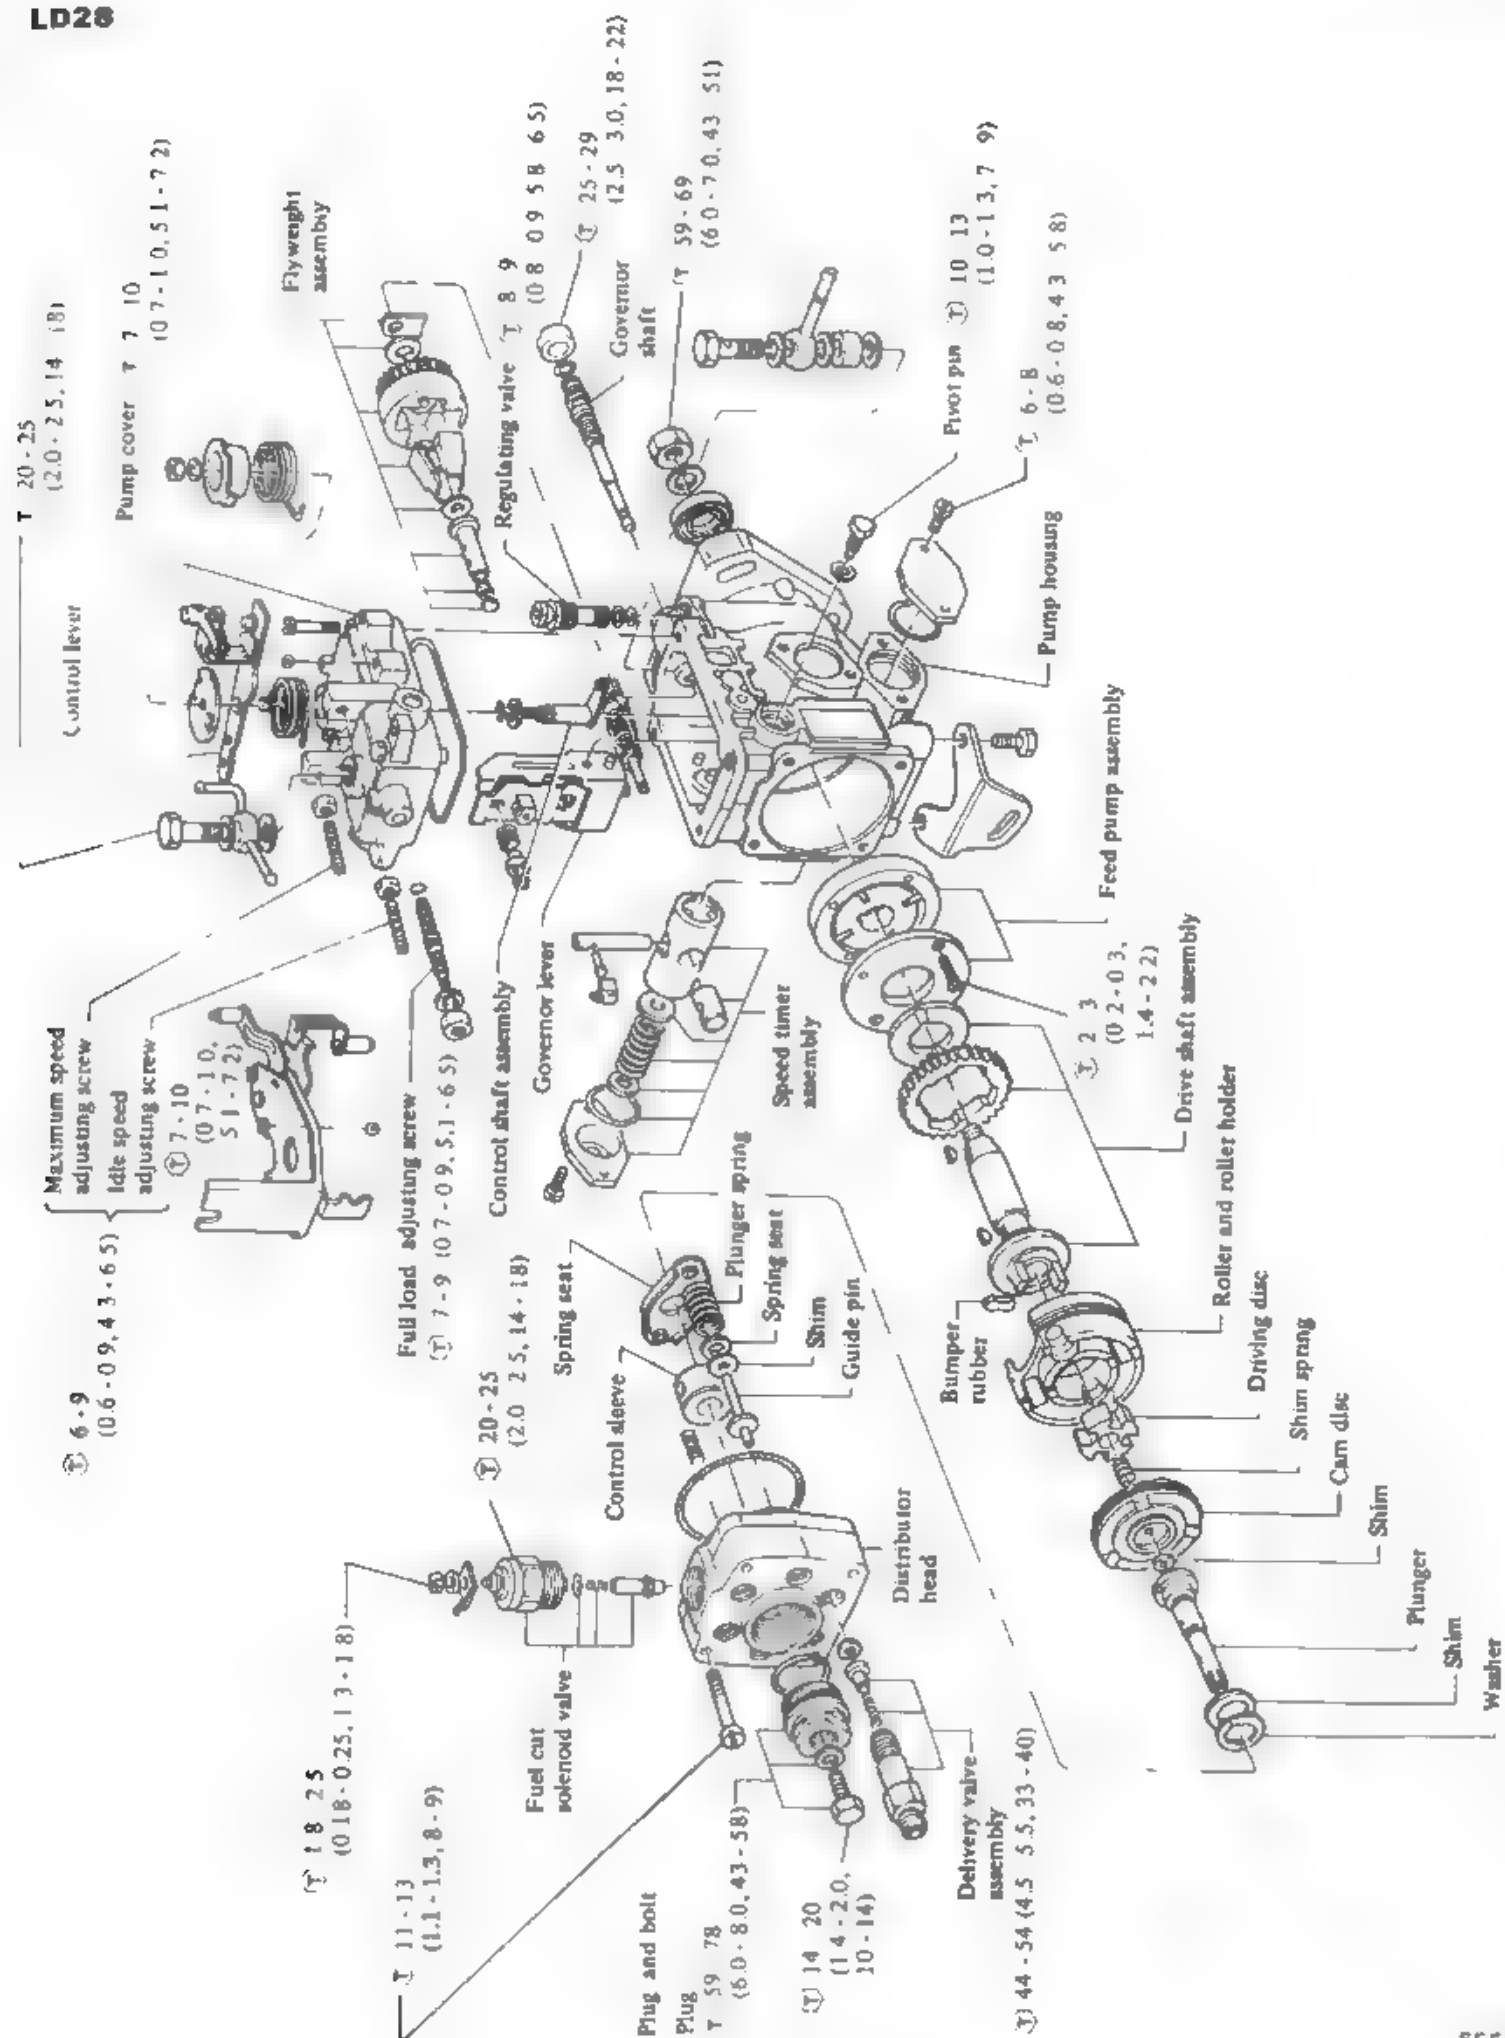 LD28
T 20 - 25
(2.0 - 2 5, 14 18)
Control lever
Pump cover T 7 10
(0 7 - 1 0, 5 1 - 7 2)
Flyweight
assembly
Regulating valve T 8 9
(0 8 0 9 5 8 6 5)
T 25 - 29
(2.5 3.0, 18 - 22)
Governor
shaft
T 59 - 69
(6 0 - 7 0, 43 51)
Pivot pin T 10 13
(1.0 - 1 3, 7 9)
T 6 - 8
(0.6 - 0 8, 4 3 5 8)
Pump housing
Maximum speed
adjusting screw
Idle speed
adjusting screw
T 6 - 9
(0.6 - 0 9, 4 3 - 6 5)
T 7 - 10
(0 7 - 1 0,
5 1 - 7 2)
Full load adjusting screw
T 7 - 9 (0 7 - 0 9, 5.1 - 6 5)
Control shaft assembly
Governor lever
Speed timer
assembly
Feed pump assembly
T 2 3
(0 2 - 0 3,
1.4 - 2 2)
Drive shaft assembly
Roller and roller holder
Bumper
rubber
Driving disc
Shim sprang
Cam disc
Shim
Plunger
Shim
Washer
Spring seat
Plunger spring
Spring seat
Shim
Guide pin
Control sleeve
T 20 - 25
(2.0 2 5, 14 - 18)
Distributor
head
T 1 8 2 5
(0 18 - 0.25, 1 3 - 1 8)
Fuel cut
solenoid valve
T 11 - 13
(1.1 - 1.3, 8 - 9)
Plug and bolt
Plug
T 59 78
(6.0 - 8.0, 43 - 58)
T 14 20
(1 4 - 2.0,
10 - 14)
Delivery valve
assembly
T 44 - 54 (4.5 5.5, 33 - 40)